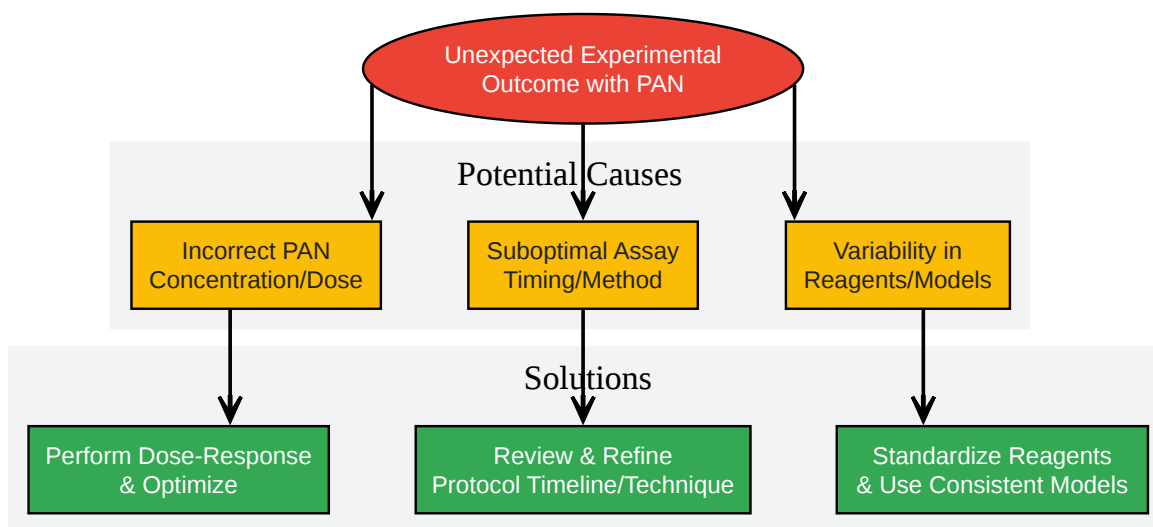 Unexpected Experimental
Outcome with PAN
Potential Causes
Incorrect PAN
Concentration/Dose
Suboptimal Assay
Timing/Method
Variability in
Reagents/Models
Solutions
Perform Dose-Response
& Optimize
Review & Refine
Protocol Timeline/Technique
Standardize Reagents
& Use Consistent Models